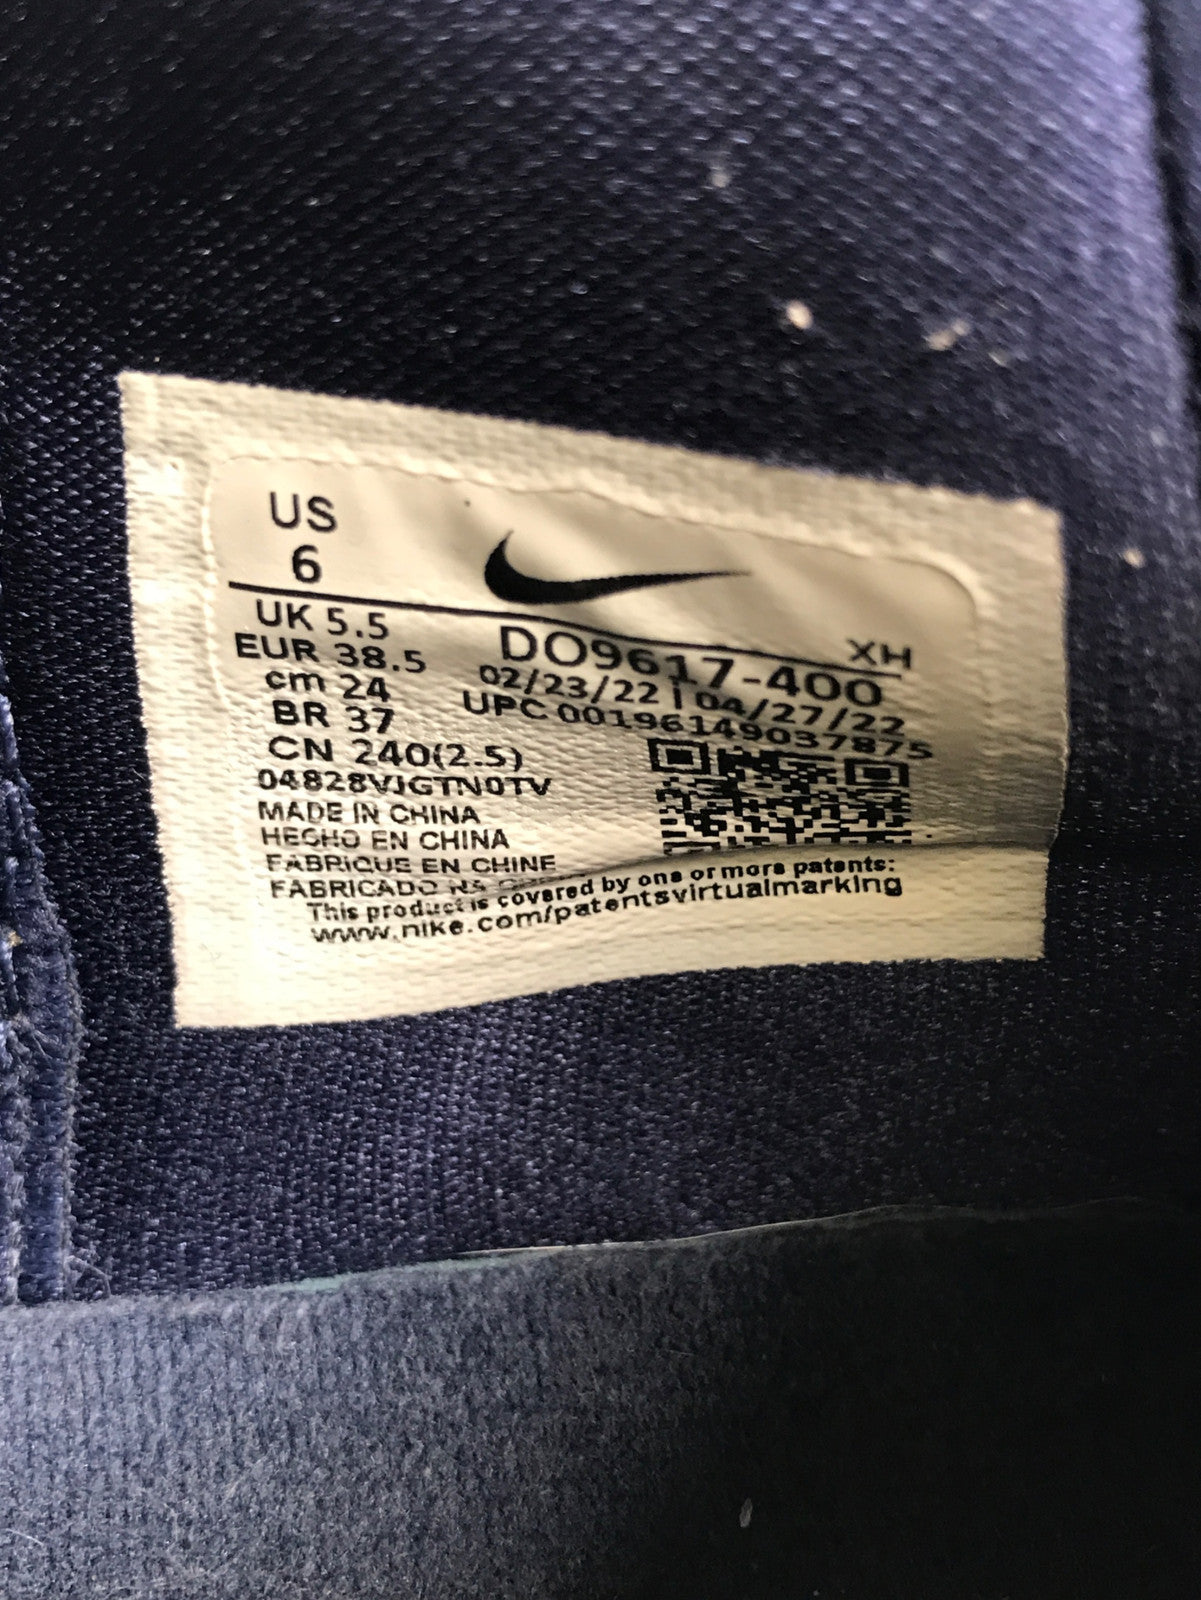 US
6
XH
UK 5.5
EUR 38.5
cm 24
BR 37
CN 240(2.5)
04828VJGTN0TV
DO9617-400
02/23/22 | 04/27/22
UPC 00196149037875
MADE IN CHINA
HECHO EN CHINA
FABRIQUE EN CHINE
FABRICADO NA
This product is covered by one or more patents:
www.nike.com/patentsvirtualmarking